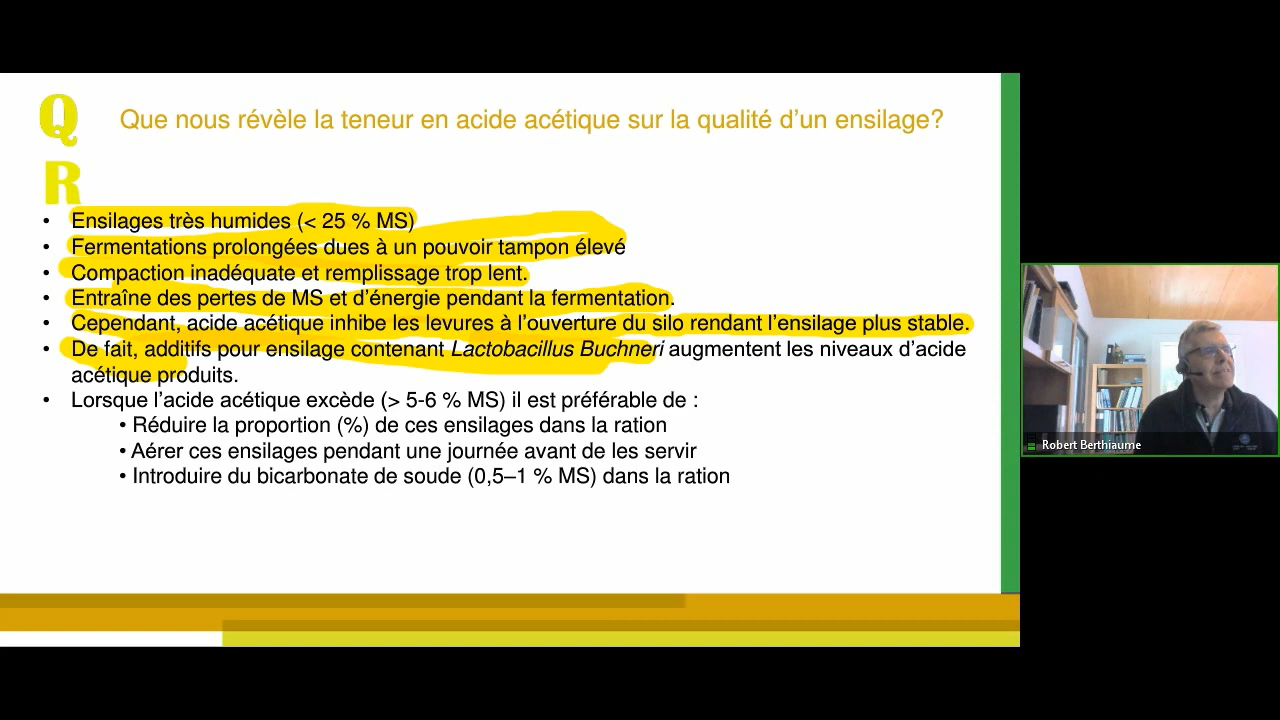 Q
Que nous révèle la teneur en acide acétique sur la qualité d'un ensilage?
R
• Ensilages très humides (< 25 % MS)
• Fermentations prolongées dues à un pouvoir tampon élevé
• Compaction inadéquate et remplissage trop lent.
• Entraîne des pertes de MS et d'énergie pendant la fermentation.
• Cependant, acide acétique inhibe les levures à l'ouverture du silo rendant l'ensilage plus stable.
• De fait, additifs pour ensilage contenant Lactobacillus Buchneri augmentent les niveaux d'acide
acétique produits.
• Lorsque l'acide acétique excède (> 5-6 % MS) il est préférable de :
• Réduire la proportion (%) de ces ensilages dans la ration
• Aérer ces ensilages pendant une journée avant de les servir
• Introduire du bicarbonate de soude (0,5–1 % MS) dans la ration
Robert Berthiaume